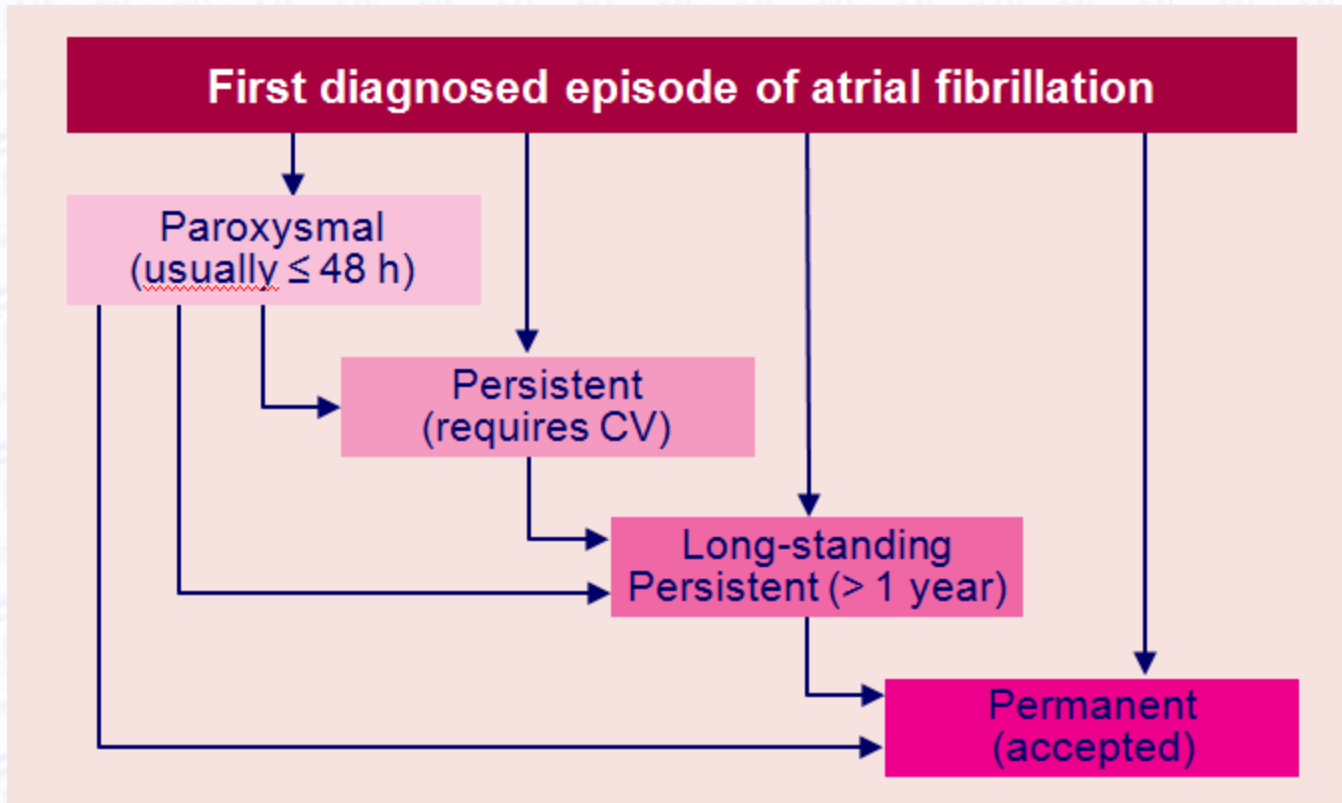 First diagnosed episode of atrial fibrillation
Paroxysmal
(usually ≤ 48 h)
Persistent
(requires CV)
Long-standing
Persistent (> 1 year)
Permanent
(accepted)